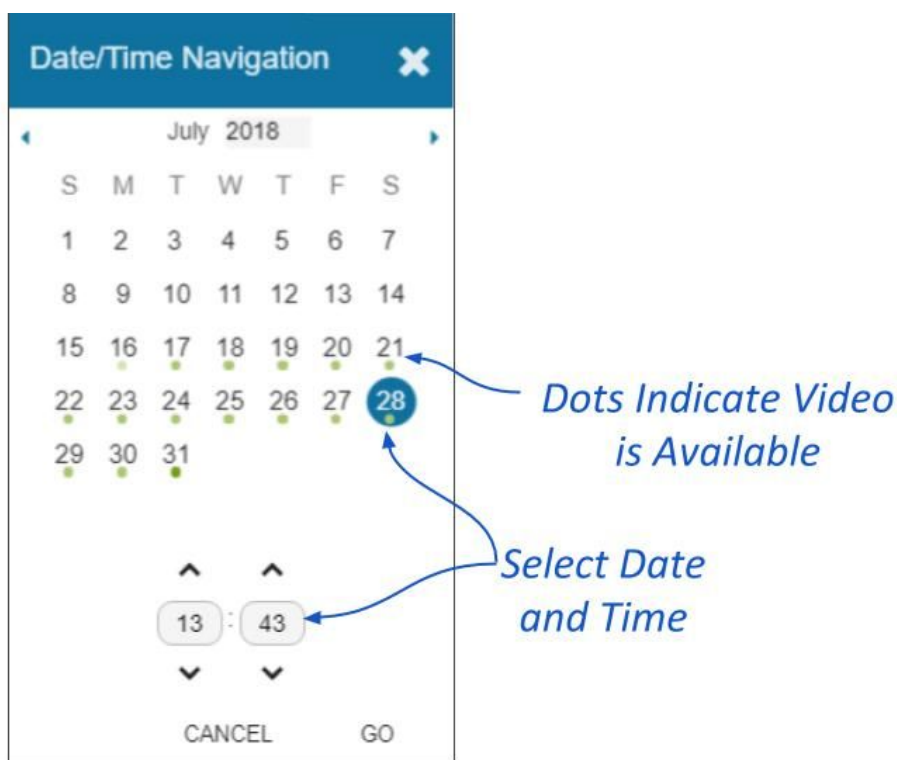 Date/Time Navigation
July 2018
S M T W T F S
1 2 3 4 5 6 7
8 9 10 11 12 13 14
15 16 17 18 19 20 21
22 23 24 25 26 27 28
29 30 31
Dots Indicate Video
is Available
Select Date
and Time
13 : 43
CANCEL GO